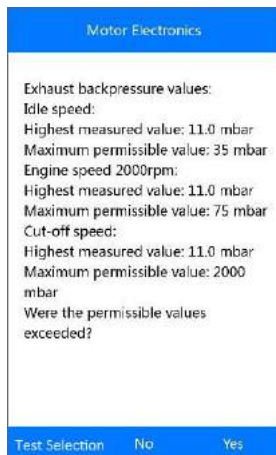 Motor Electronics
Exhaust backpressure values:
Idle speed:
Highest measured value: 11.0 mbar
Maximum permissible value: 35 mbar
Engine speed 2000rpm:
Highest measured value: 11.0 mbar
Maximum permissible value: 75 mbar
Cut-off speed:
Highest measured value: 11.0 mbar
Maximum permissible value: 2000
mbar
Were the permissible values
exceeded?
Test Selection No Yes